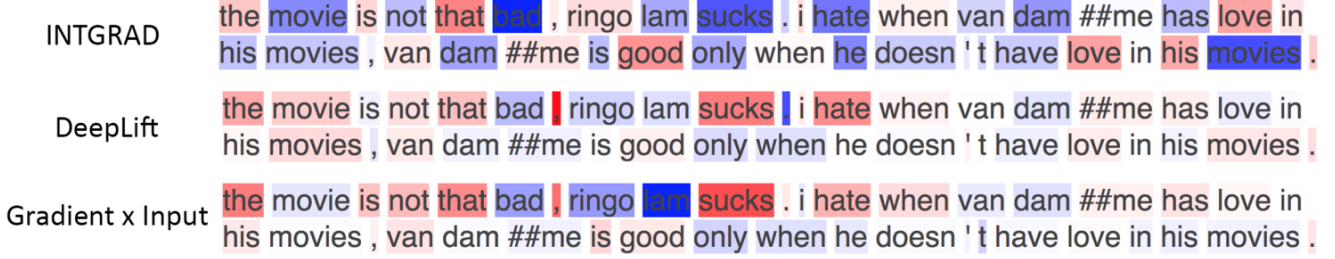 INTGRAD
the movie is not that bad , ringo lam sucks . i hate when van dam ##me has love in
his movies , van dam ##me is good only when he doesn ' t have love in his movies .
DeepLift
the movie is not that bad , ringo lam sucks . i hate when van dam ##me has love in
his movies , van dam ##me is good only when he doesn ' t have love in his movies .
Gradient x Input
the movie is not that bad , ringo lam sucks . i hate when van dam ##me has love in
his movies , van dam ##me is good only when he doesn ' t have love in his movies .